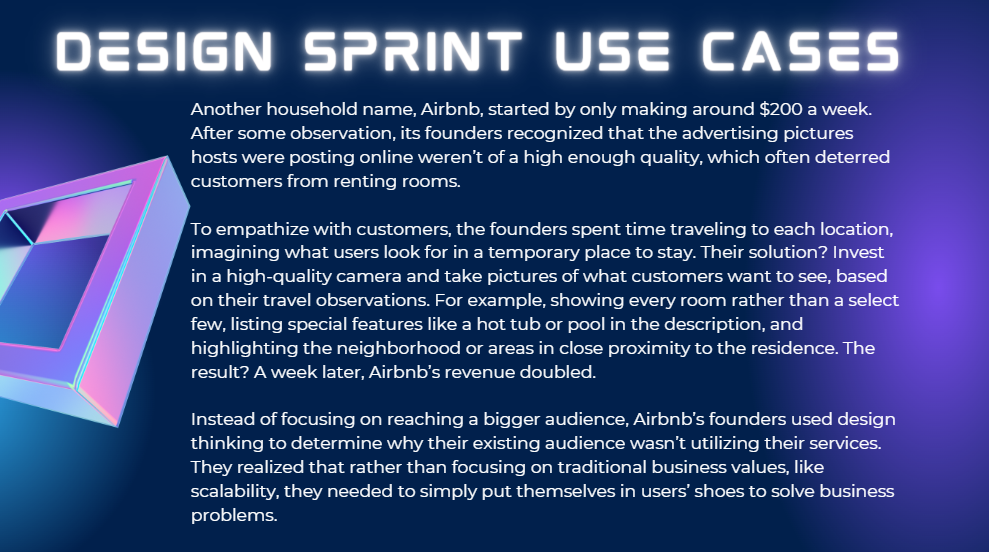 DESIGN SPRINT USE CASES
Another household name, Airbnb, started by only making around $200 a week.
After some observation, its founders recognized that the advertising pictures
hosts were posting online weren't of a high enough quality, which often deterred
customers from renting rooms.
To empathize with customers, the founders spent time traveling to each location,
imagining what users look for in a temporary place to stay. Their solution? Invest
in a high-quality camera and take pictures of what customers want to see, based
on their travel observations. For example, showing every room rather than a select
few, listing special features like a hot tub or pool in the description, and
highlighting the neighborhood or areas in close proximity to the residence. The
result? A week later, Airbnb's revenue doubled.
Instead of focusing on reaching a bigger audience, Airbnb's founders used design
thinking to determine why their existing audience wasn't utilizing their services.
They realized that rather than focusing on traditional business values, like
scalability, they needed to simply put themselves in users' shoes to solve business
problems.